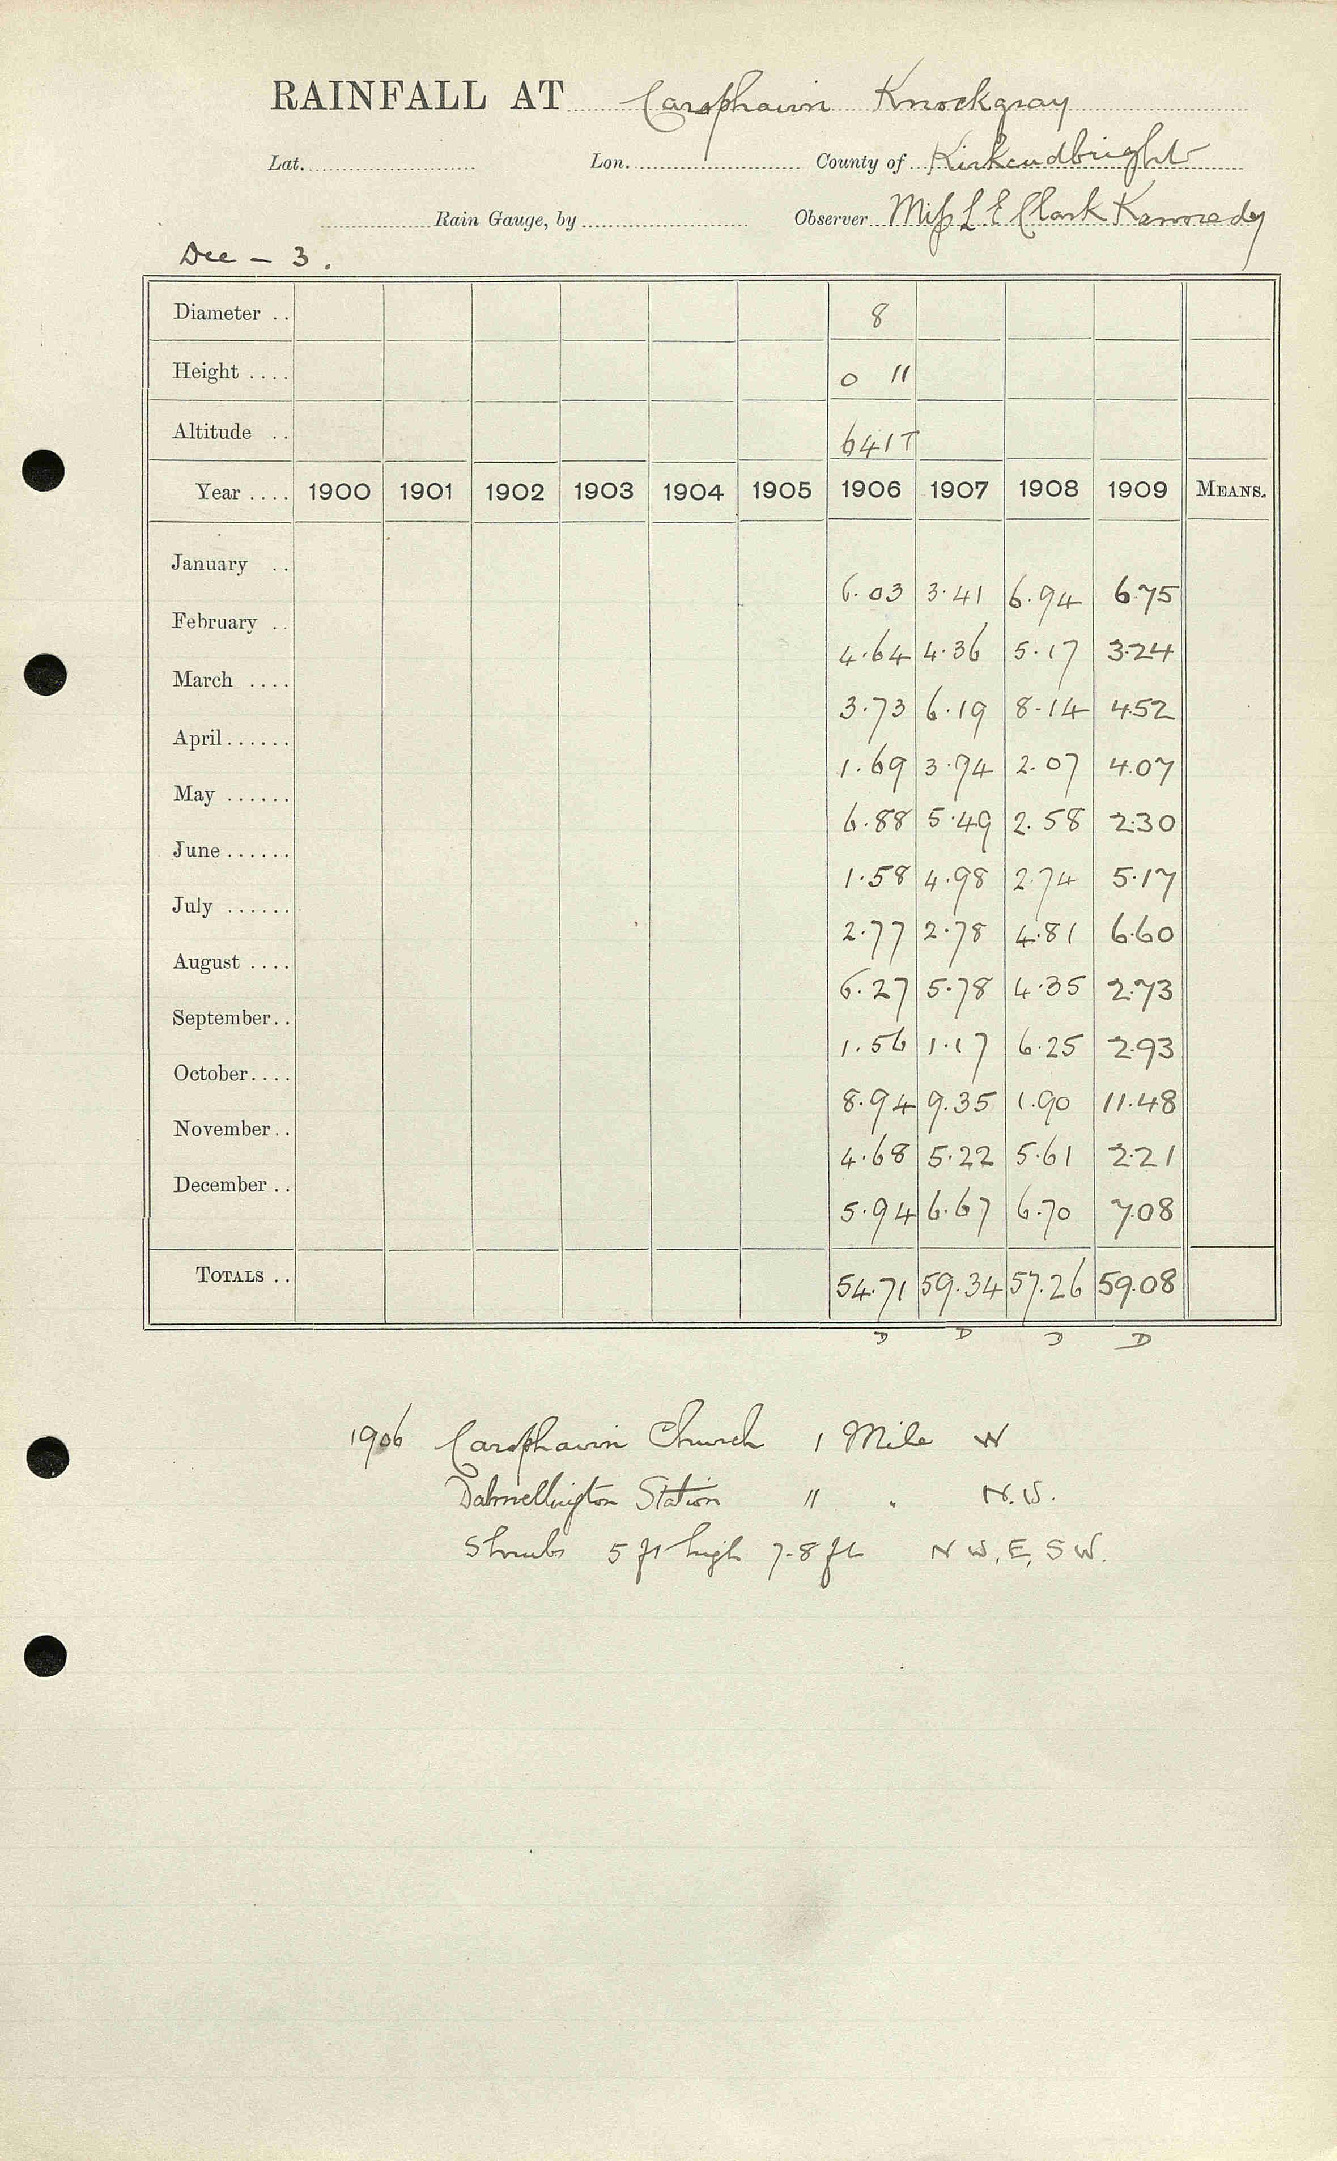 RAINFALL AT Carsphairn Knockgray
Lat. Lon. County of Kirkcudbright
Rain Gauge, by Observer Miss L E Clark Kennedy
Dee - 3.
Diameter .. 8
Height .... 0 11
Altitude .. 641 T
Year .... 1900 1901 1902 1903 1904 1905 1906 1907 1908 1909 MEANS.
January .. 6.03 3.41 6.94 6.75
February .. 4.64 4.36 5.17 3.24
March .... 3.73 6.19 8.14 4.52
April...... 1.69 3.94 2.07 4.07
May ...... 6.88 5.49 2.58 2.30
June ...... 1.58 4.98 2.74 5.17
July ...... 2.77 2.78 4.81 6.60
August .... 6.27 5.78 4.35 2.73
September.. 1.56 1.17 6.25 2.93
October.... 8.94 9.35 1.90 11.48
November.. 4.68 5.22 5.61 2.21
December .. 5.94 6.67 6.70 7.08
TOTALS .. 54.71 59.34 57.26 59.08
D D D D
1906 Carsphairn Church 1 Mile W
Dalmellington Station 11 " N.W.
Shrubs 5 ft high 7-8 ft N W, E, S W.